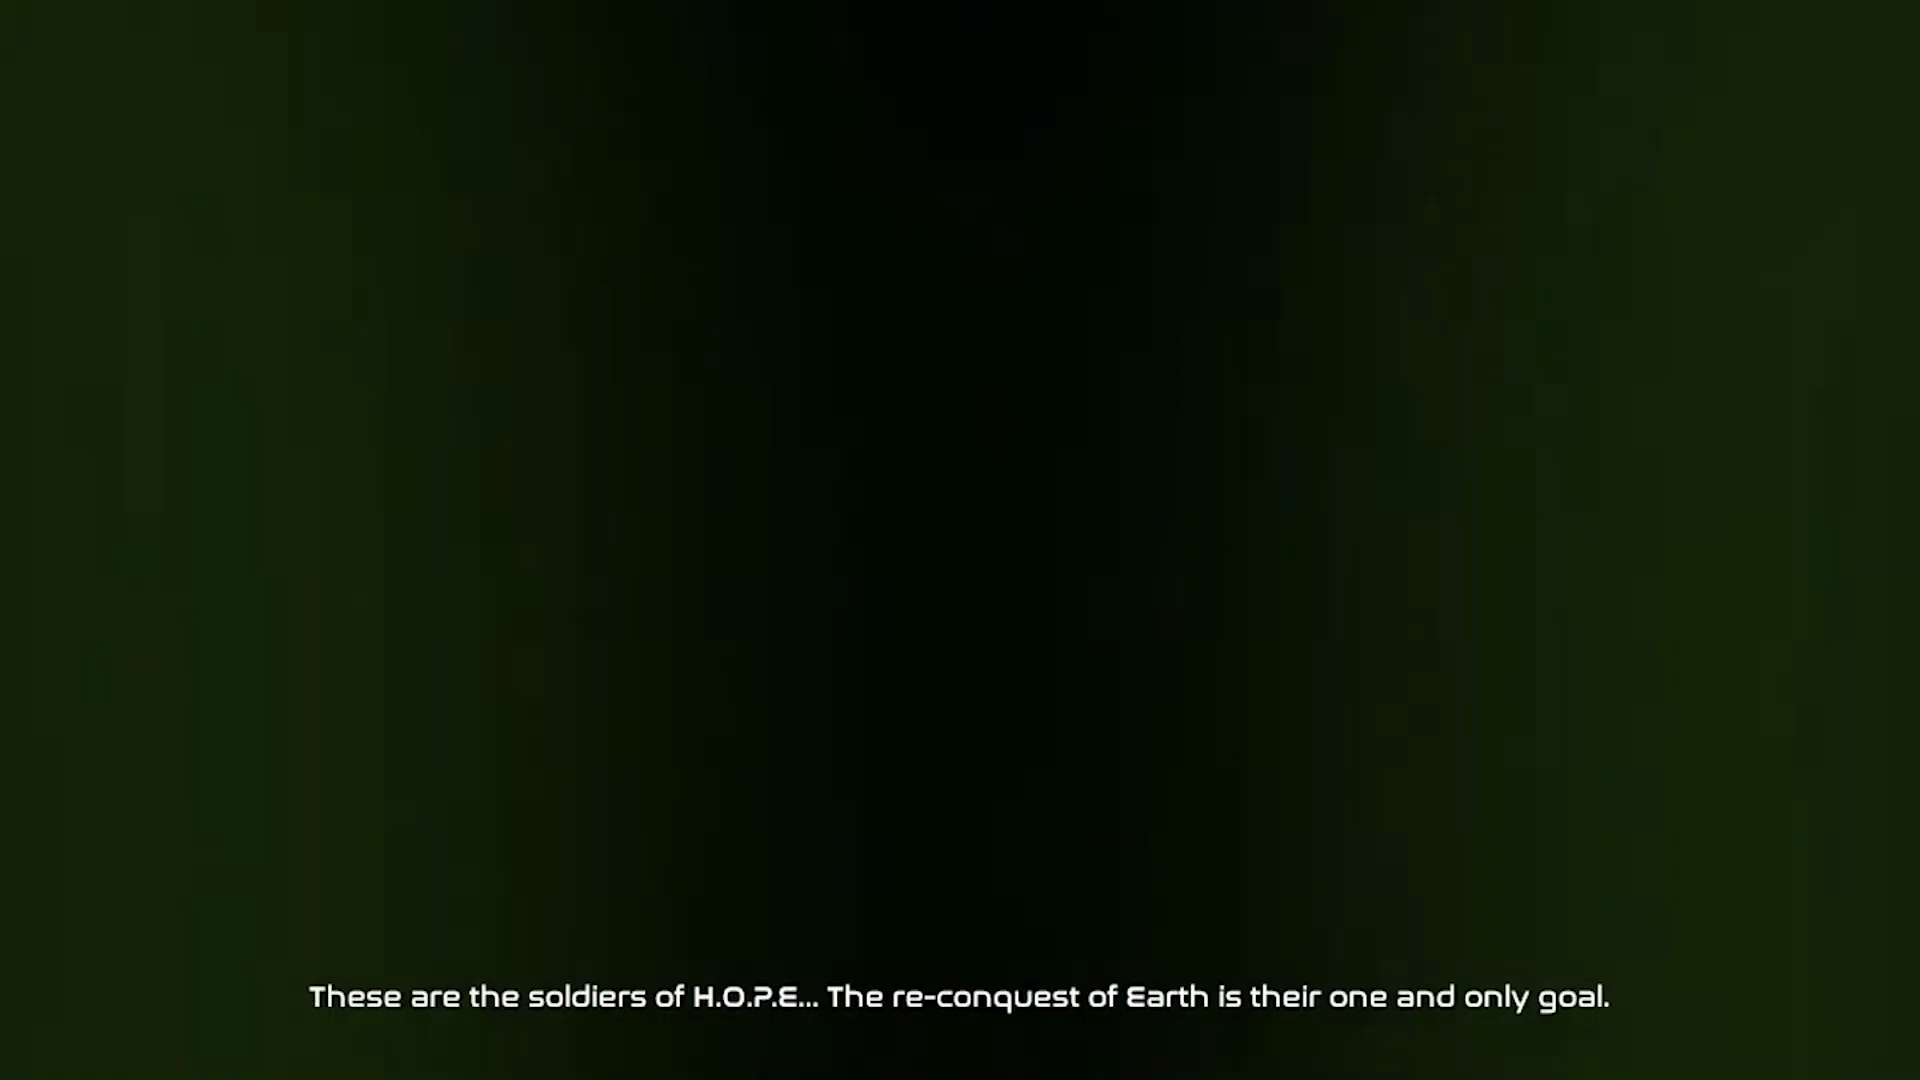 These are the soldiers of H.O.P.E... The re-conquest of Earth is their one and only goal.